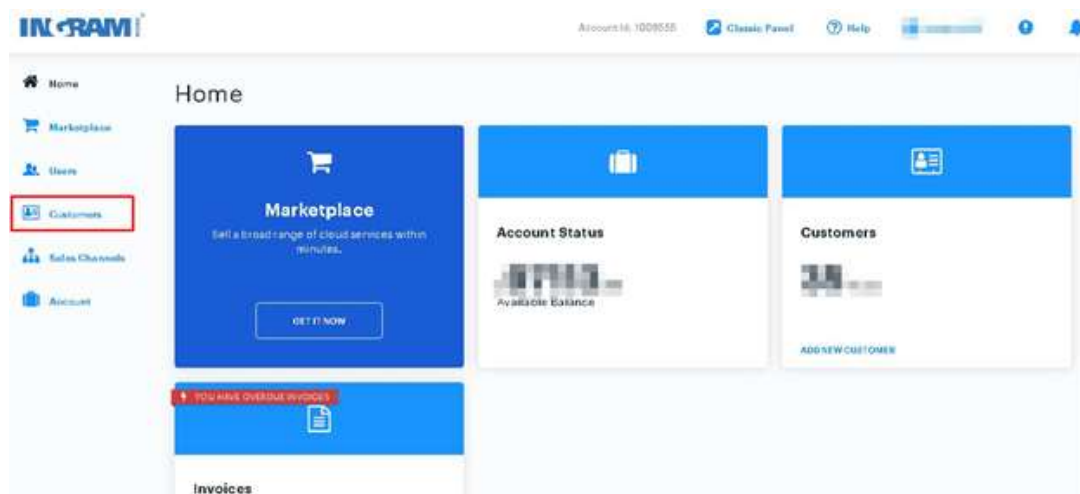 INGRAM
Account Id. 1008555
Classic Panel
Help
Home
Marketplace
Users
Customers
Sales Channels
Account
Home
Marketplace
Sell a broad range of cloud services within
minutes.
GET IT NOW
Account Status
Available Balance
Customers
ADD NEW CUSTOMER
YOU HAVE OVERDUE INVOICES
Invoices